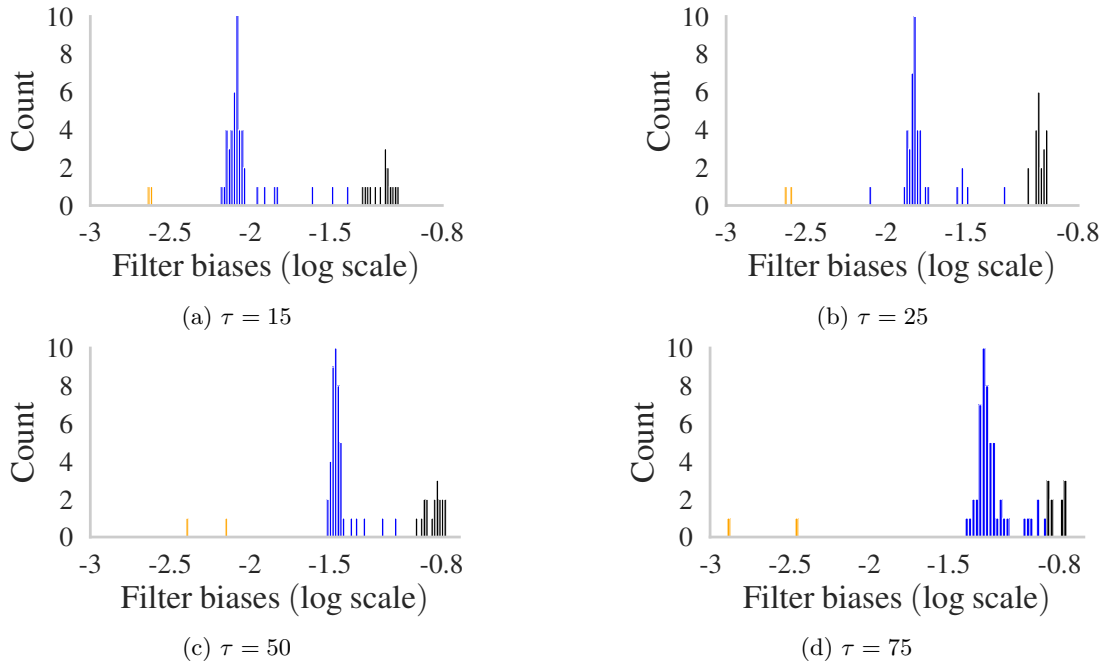 10
8
6
4
2
0
Count
-3 -2.5 -2 -1.5 -0.8
Filter biases (log scale)
(a) τ = 15
10
8
6
4
2
0
Count
-3 -2.5 -2 -1.5 -0.8
Filter biases (log scale)
(b) τ = 25
10
8
6
4
2
0
Count
-3 -2.5 -2 -1.5 -0.8
Filter biases (log scale)
(c) τ = 50
10
8
6
4
2
0
Count
-3 -2.5 -2 -1.5 -0.8
Filter biases (log scale)
(d) τ = 75